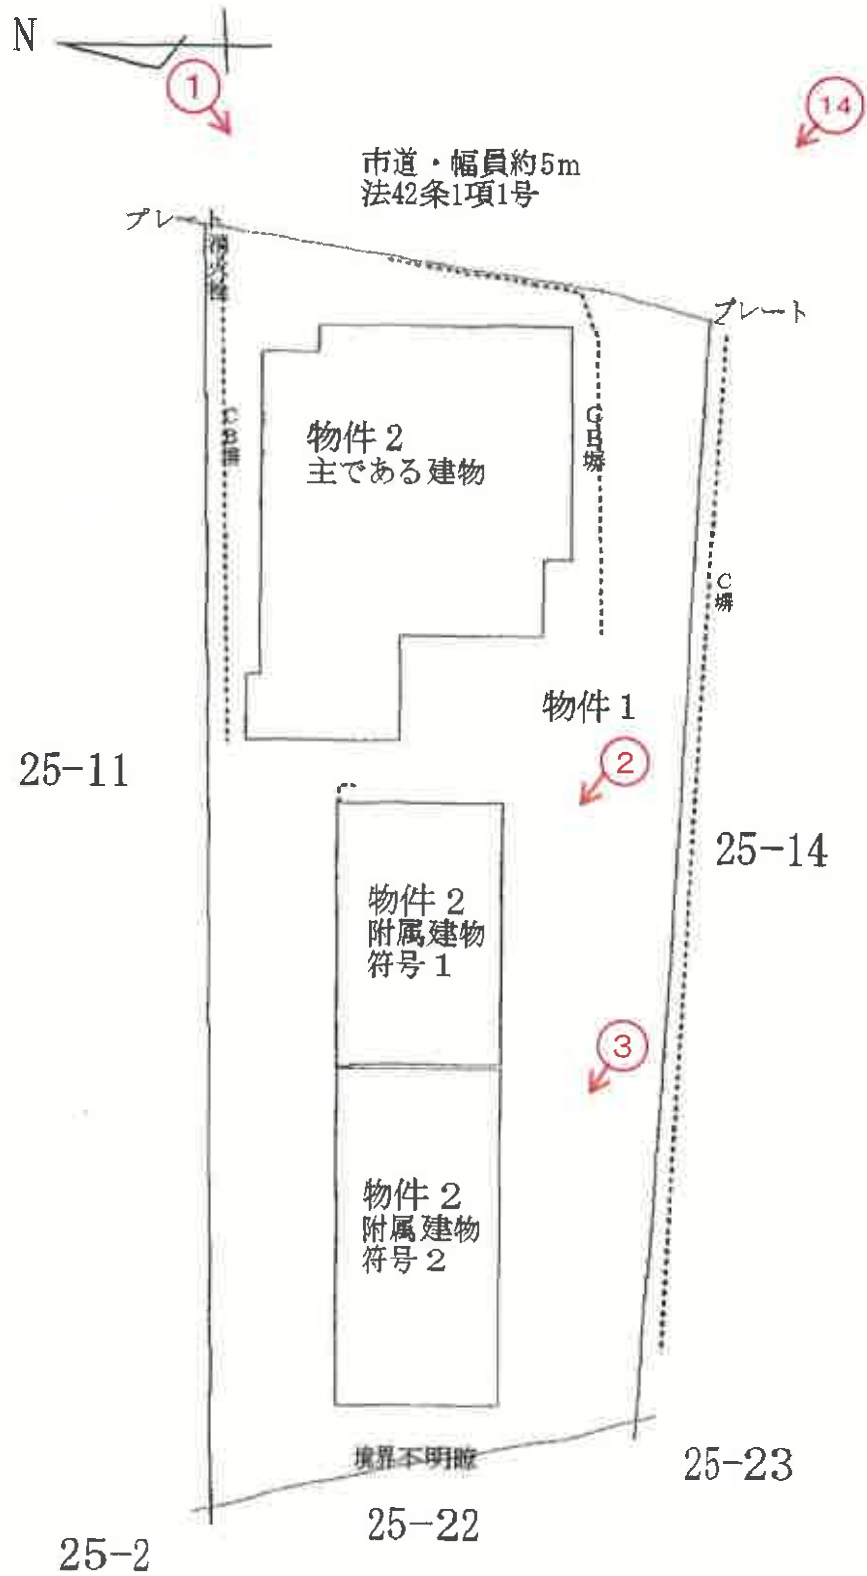 N
1
14
市道・幅員約5m
法42条1項1号
プレート
プレート
CB塀
物件2
主である建物
CB塀
C
塀
物件1
25-11
2
25-14
物件2
附属建物
符号1
3
物件2
附属建物
符号2
境界不明瞭
25-23
25-22
25-2